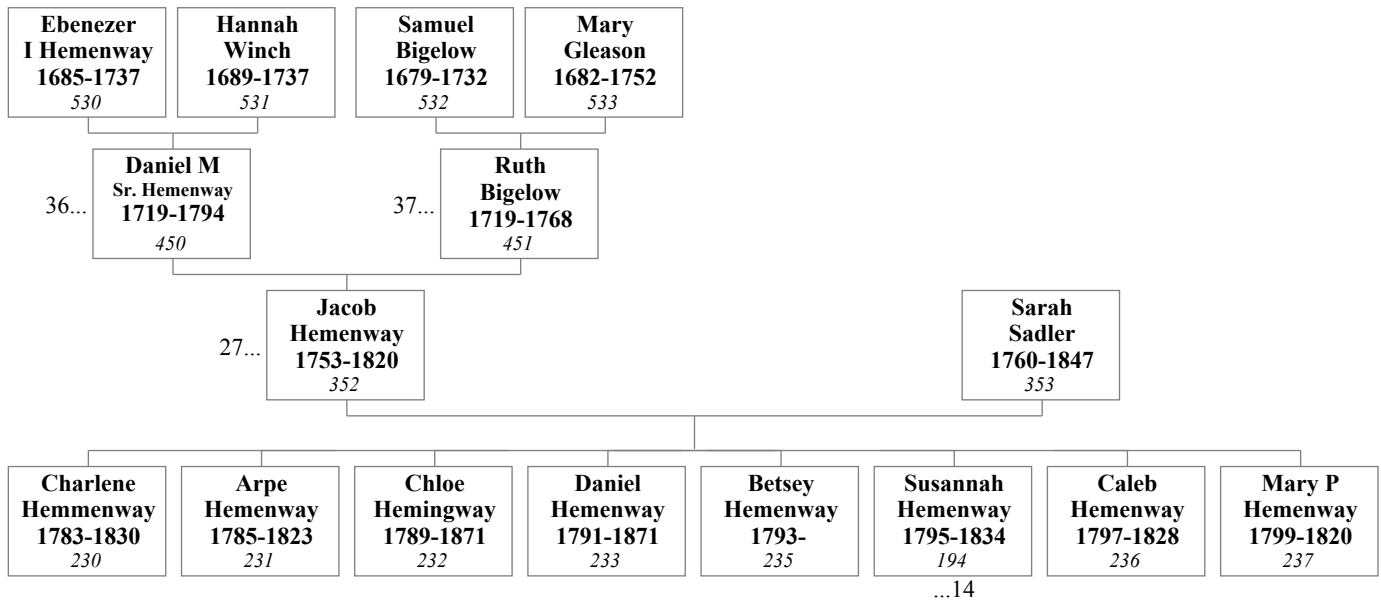 Ebenezer
I Hemenway
1685-1737
530
Hannah
Winch
1689-1737
531
Samuel
Bigelow
1679-1732
532
Mary
Gleason
1682-1752
533
36...
Daniel M
Sr. Hemenway
1719-1794
450
37...
Ruth
Bigelow
1719-1768
451
27...
Jacob
Hemenway
1753-1820
352
Sarah
Sadler
1760-1847
353
Charlene
Hemmenway
1783-1830
230
Arpe
Hemenway
1785-1823
231
Chloe
Hemingway
1789-1871
232
Daniel
Hemenway
1791-1871
233
Betsey
Hemenway
1793-
235
Susannah
Hemenway
1795-1834
194
...14
Caleb
Hemenway
1797-1828
236
Mary P
Hemenway
1799-1820
237